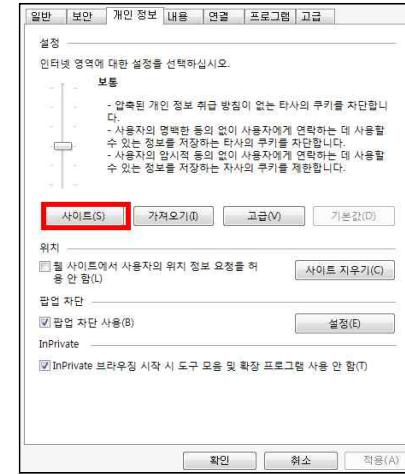 일반 보안 개인 정보 내용 연결 프로그램 고급
설정
인터넷 영역에 대한 설정을 선택하십시오.
보통
- 압축된 개인 정보 취급 방침이 없는 타사의 쿠키를 차단합니
다.
- 사용자의 명백한 동의 없이 사용자에게 연락하는 데 사용할
수 있는 정보를 저장하는 타사의 쿠키를 차단합니다.
- 사용자의 암시적 동의 없이 사용자에게 연락하는 데 사용할
수 있는 정보를 저장하는 자사의 쿠키를 제한합니다.
사이트(S) 가져오기(I) 고급(V) 기본값(D)
위치
웹 사이트에서 사용자의 위치 정보 요청을 허
용 안 함(L)
사이트 지우기(C)
팝업 차단
팝업 차단 사용(B) 설정(E)
InPrivate
InPrivate 브라우징 시작 시 도구 모음 및 확장 프로그램 사용 안 함(T)
확인 취소 적용(A)